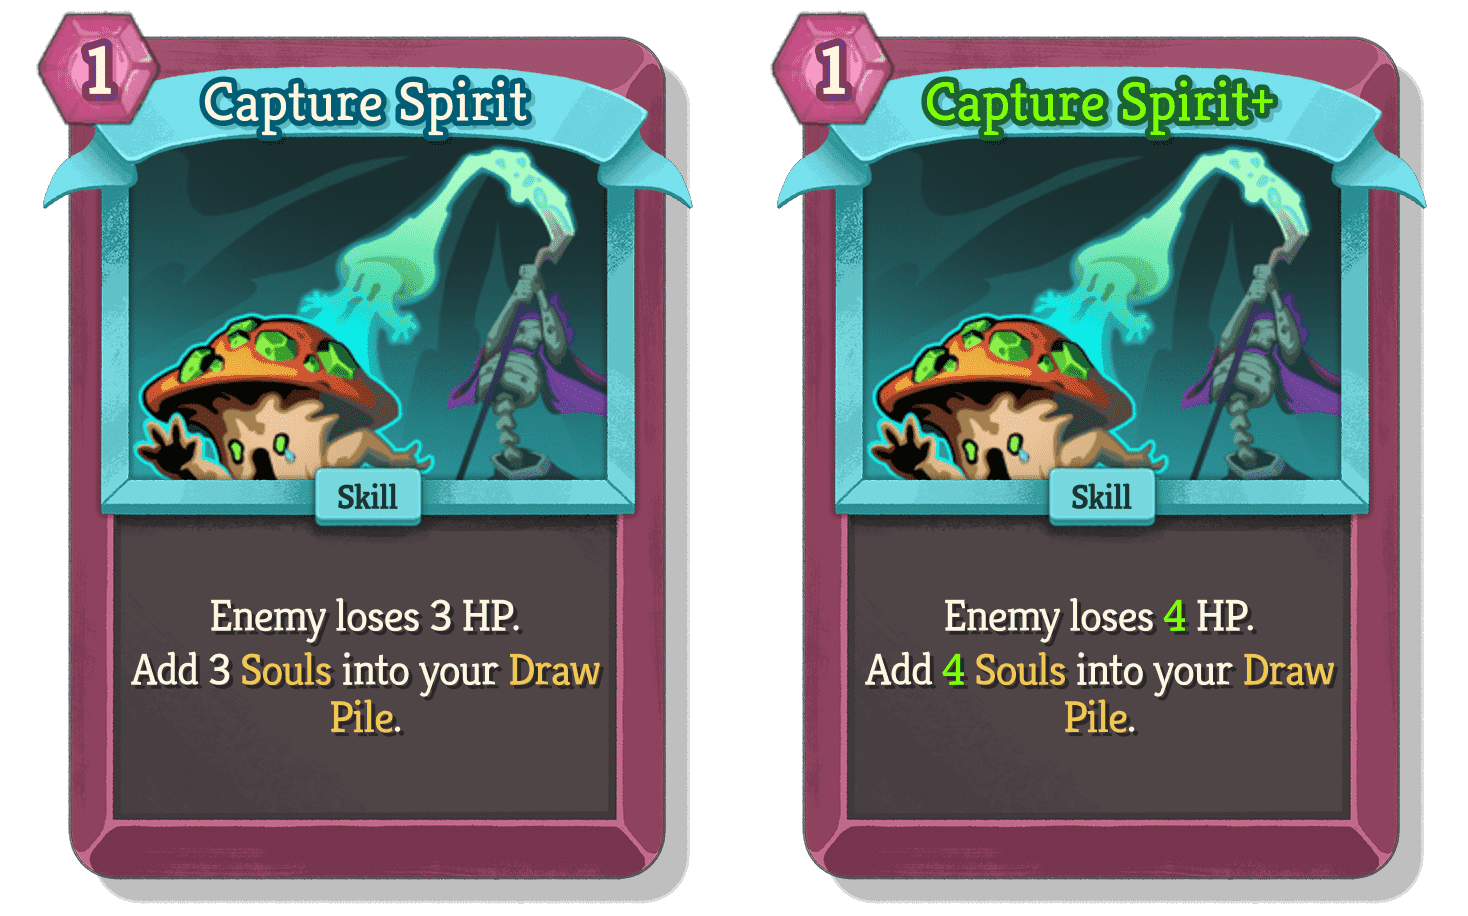 1
Capture Spirit
Skill
Enemy loses 3 HP.
Add 3 Souls into your Draw
Pile.
1
Capture Spirit+
Skill
Enemy loses 4 HP.
Add 4 Souls into your Draw
Pile.